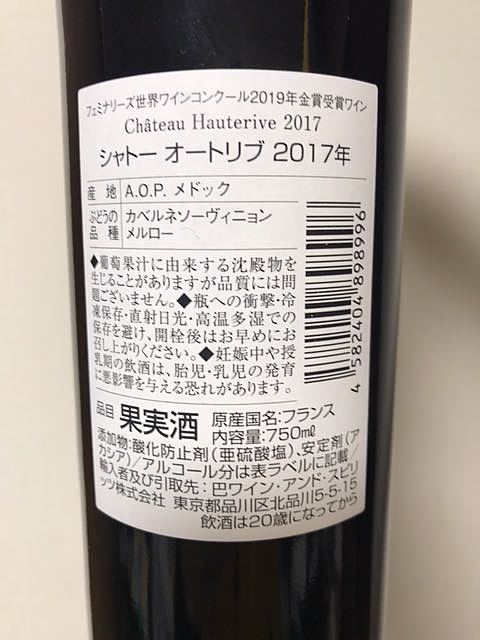 フェミナリーズ世界ワインコンクール2019年金賞受賞ワイン
Château Hauterive 2017
シャトー オートリブ 2017年
産地 A.O.P. メドック
ぶどうの品種 カベルネソーヴィニョン
メルロー
◆葡萄果汁に由来する沈殿物を
生じることがありますが品質には問
題ございません。◆瓶への衝撃・冷
凍保存・直射日光・高温多湿での
保存を避け、開栓後はお早めにお
召し上がりください。◆妊娠中や授
乳期の飲酒は、胎児・乳児の発育
に悪影響を与える恐れがあります。
4 582404 898996
品目 果実酒 原産国名:フランス
内容量:750㎖
添加物:酸化防止剤(亜硫酸塩)、安定剤(ア
カシア)/アルコール分は表ラベルに記載/
輸入者及び引取先:巴ワイン・アンド・スピリ
ッツ株式会社 東京都品川区北品川5-5-15
飲酒は20歳になってから